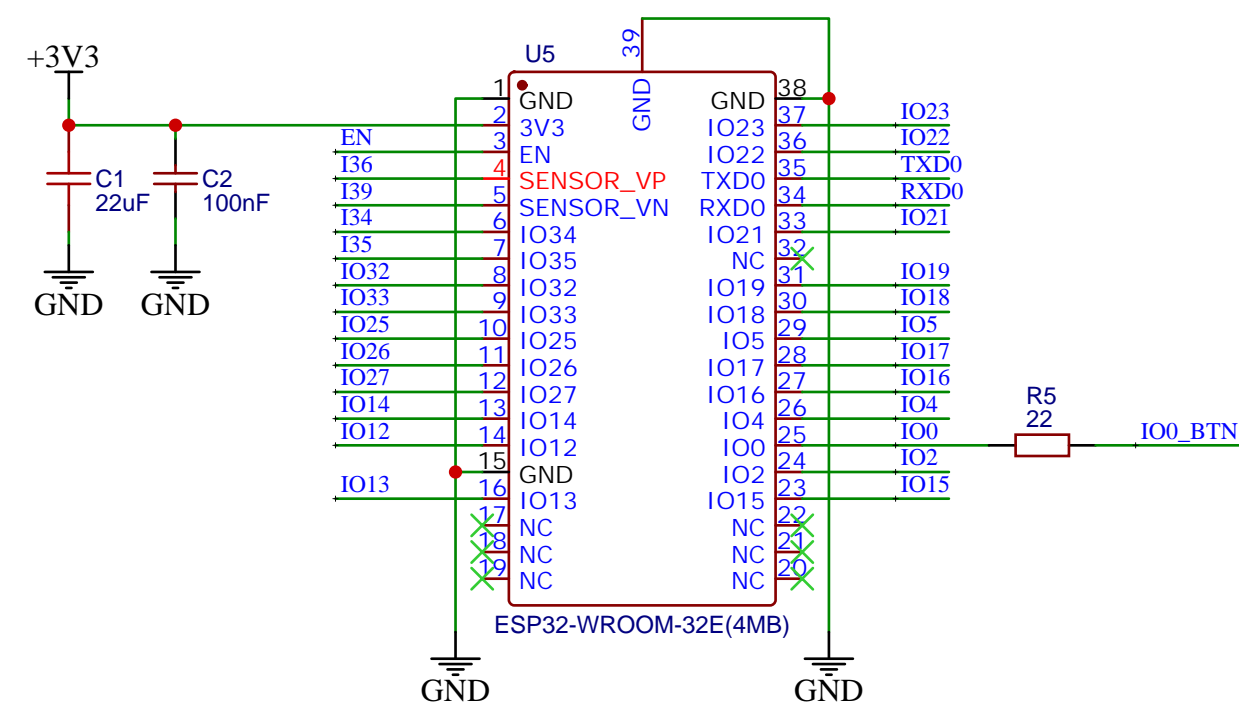 39
U5
+3V3
1
GND
GND
GND
38
2
3V3
IO23
37
IO23
EN
3
EN
IO22
36
IO22
I36
4
SENSOR_VP
TXD0
35
TXD0
C1
22uF
C2
100nF
I39
5
SENSOR_VN
RXD0
34
RXD0
I34
6
IO34
IO21
33
IO21
I35
7
IO35
NC
32
IO32
8
IO32
IO19
31
IO19
GND
GND
IO33
9
IO33
IO18
30
IO18
IO25
10
IO25
IO5
29
IO5
IO26
11
IO26
IO17
28
IO17
IO27
12
IO27
IO16
27
IO16
IO14
13
IO14
IO4
26
IO4
R5
22
IO12
14
IO12
IO0
25
IO0
IO0_BTN
15
GND
IO2
24
IO2
IO13
16
IO13
IO15
23
IO15
17
NC
NC
22
18
NC
NC
21
19
NC
NC
20
ESP32-WROOM-32E(4MB)
GND
GND